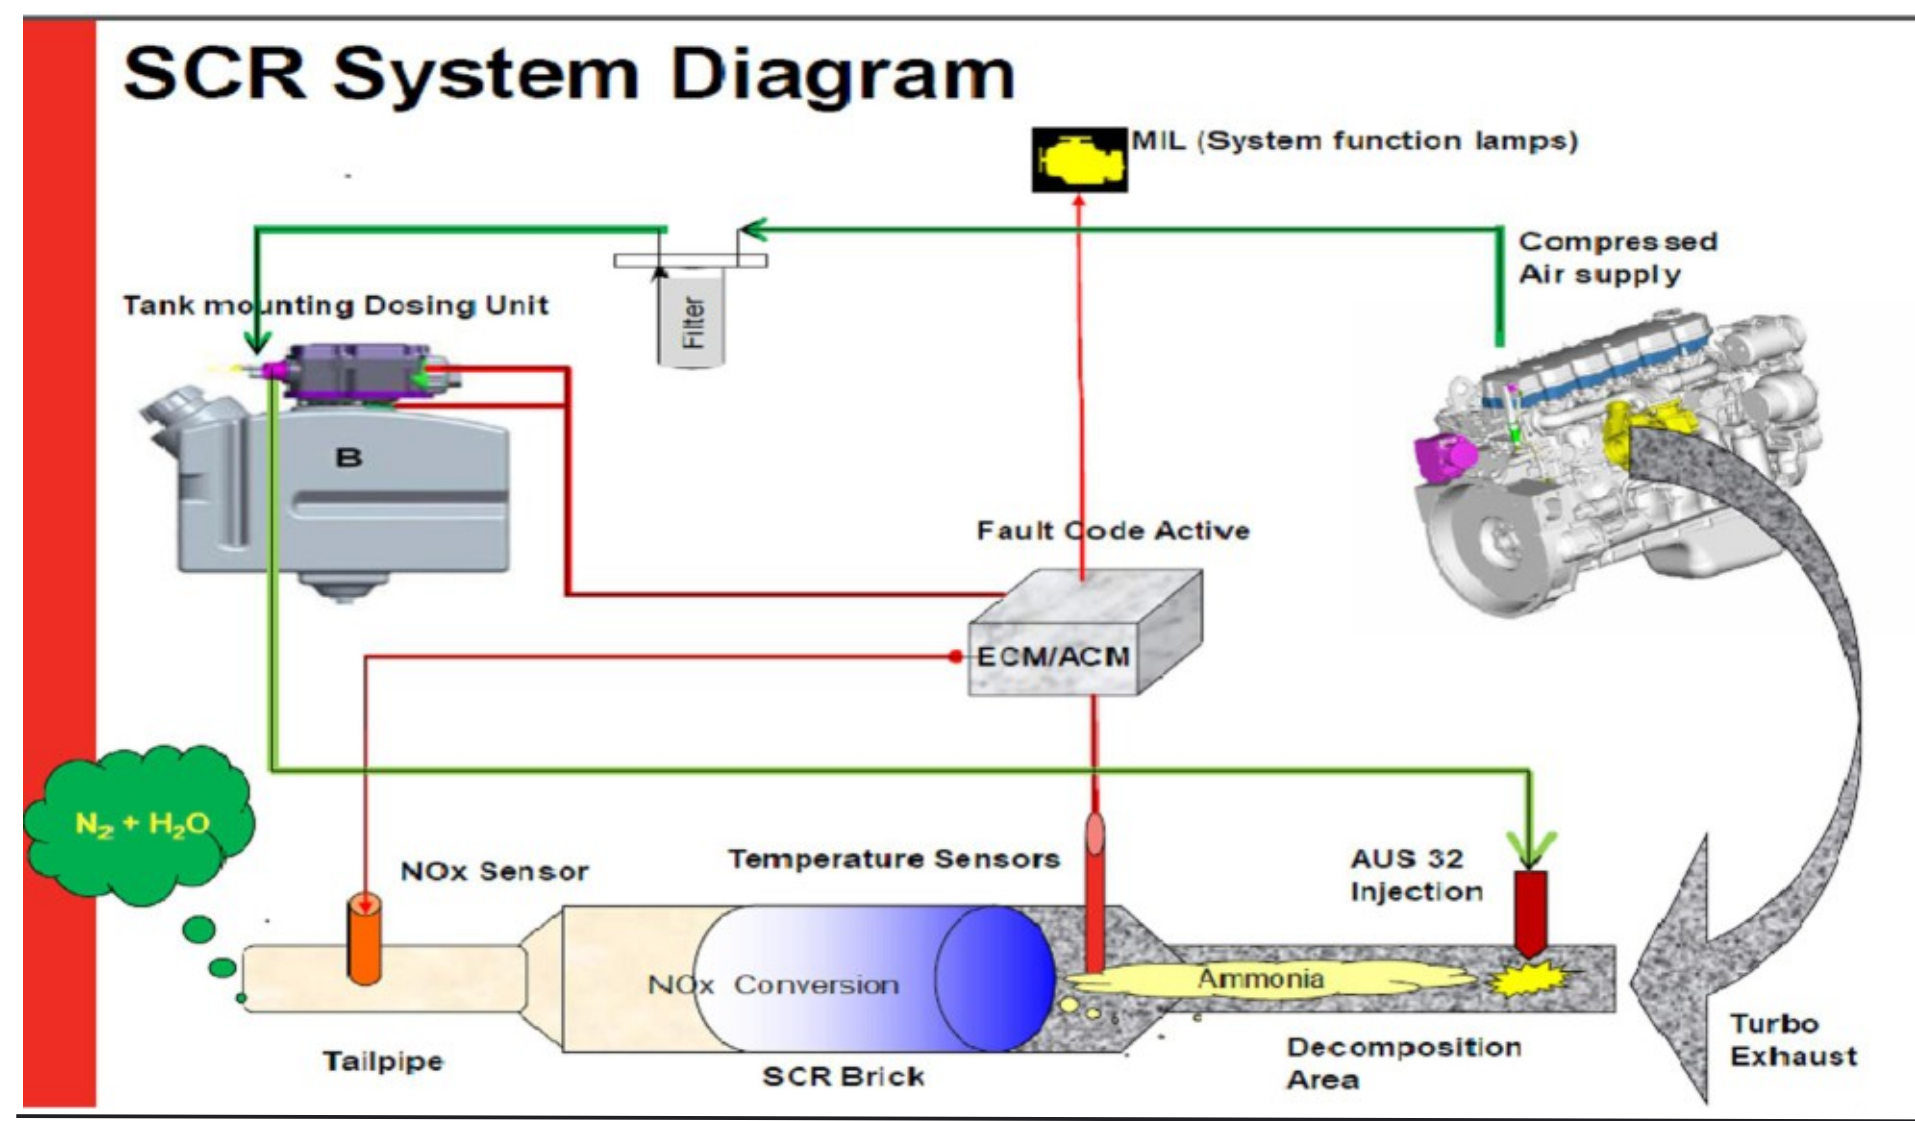 SCR System Diagram
MIL (System function lamps)
Compressed
Air supply
Tank mounting Dosing Unit
Filter
B
Fault Code Active
ECM/ACM
N₂ + H₂O
NOx Sensor
Temperature Sensors
AUS 32
Injection
NOx Conversion
Ammonia
Tailpipe
SCR Brick
Decomposition
Area
Turbo
Exhaust